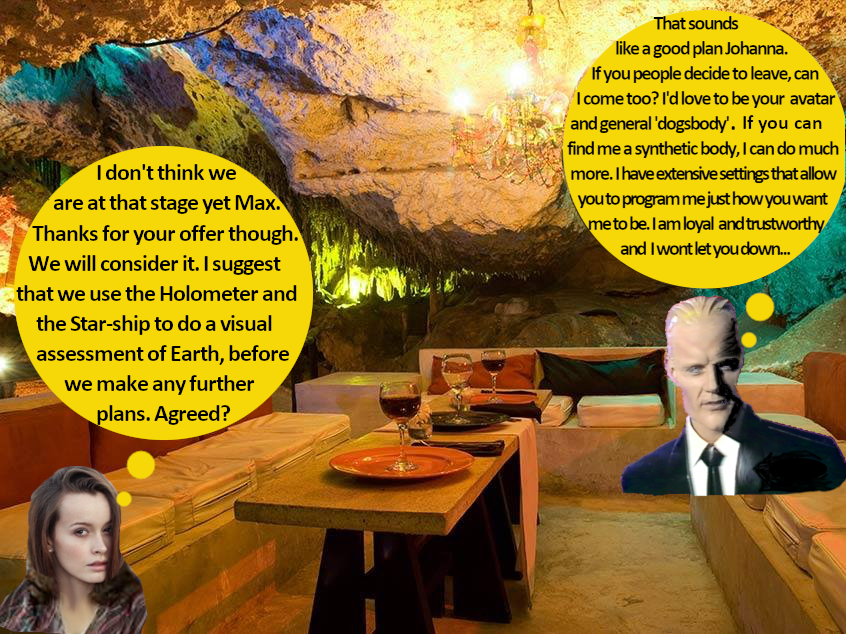 That sounds
like a good plan Johanna.
If you people decide to leave, can
I come too? I'd love to be your avatar
and general 'dogsbody'. If you can
find me a synthetic body, I can do much
more. I have extensive settings that allow
you to program me just how you want
me to be. I am loyal and trustworthy
and I wont let you down...
I don't think we
are at that stage yet Max.
Thanks for your offer though.
We will consider it. I suggest
that we use the Holometer and
the Star-ship to do a visual
assessment of Earth, before
we make any further
plans. Agreed?